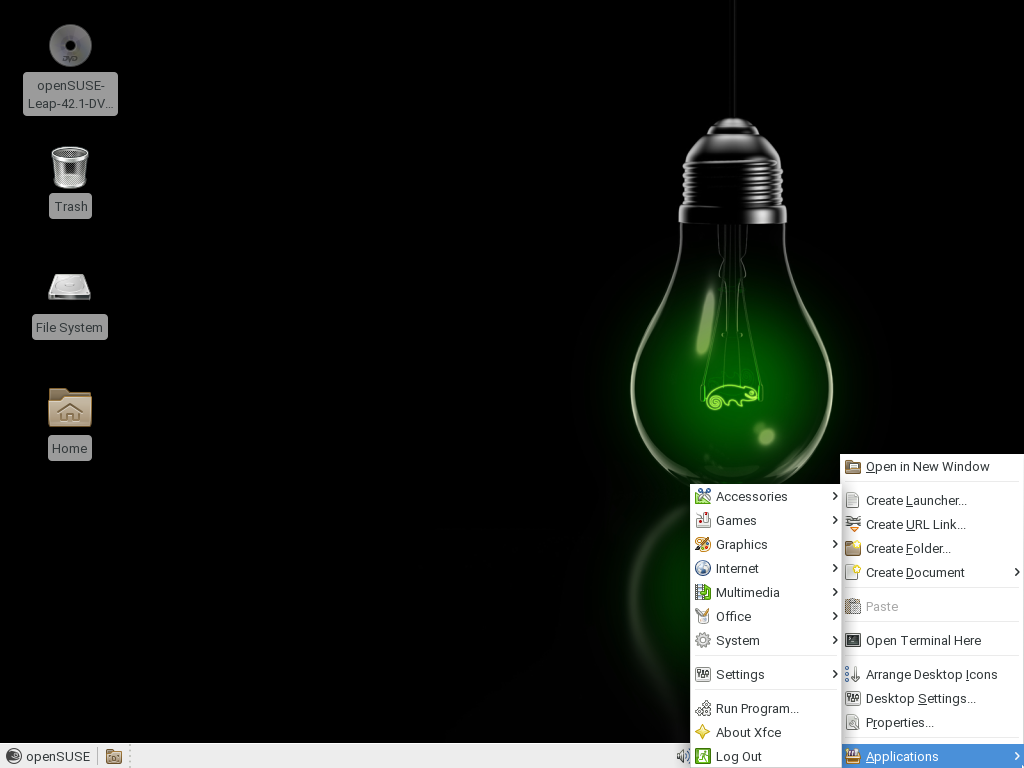 openSUSE-
Leap-42.1-DV...
Trash
File System
Home
Open in New Window
Create Launcher...
Create URL Link...
Create Folder...
Create Document
Paste
Open Terminal Here
Arrange Desktop Icons
Desktop Settings...
Properties...
Applications
Accessories
Games
Graphics
Internet
Multimedia
Office
System
Settings
Run Program...
About Xfce
Log Out
openSUSE